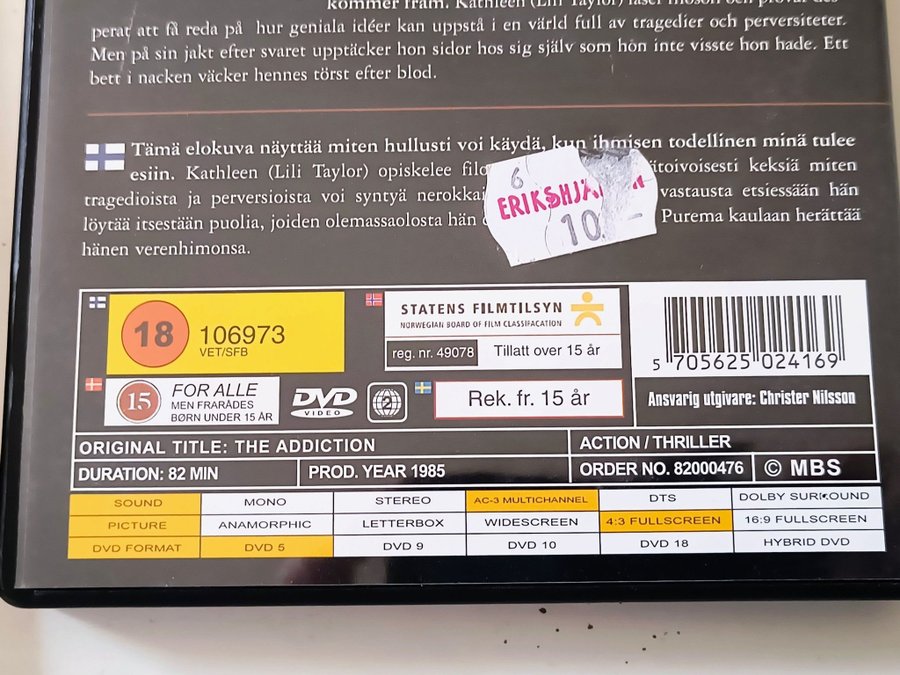 kommer fram. Kathleen (Lili Taylor) läser filosofi och prövar des-
perat att få reda på hur geniala idéer kan uppstå i en värld full av tragedier och perversiteter.
Men på sin jakt efter svaret upptäcker hon sidor hos sig själv som hon inte visste hon hade. Ett
bett i nacken väcker hennes törst efter blod.
Tämä elokuva näyttää miten hullusti voi käydä, kun ihmisen todellinen minä tulee
esiin. Kathleen (Lili Taylor) opiskelee keksiä miten
tragedioista ja perversioista voi syntyä vastausta etsiessään hän
löytää itsestään puolia, joiden olemassaolosta hän Purema kaulaan herättää
hänen verenhimonsa.
6
ERIKSHJÄ
10 -
18
106973
VET/SFB
STATENS FILMTILSYN
NORWEGIAN BOARD OF FILM CLASSIFACATION
reg. nr. 49078
Tillatt over 15 år
5 705625 024169
15
FOR ALLE
MEN FRARÅDES
BØRN UNDER 15 ÅR
DVD
VIDEO
2
Rek. fr. 15 år
Ansvarig utgivare: Christer Nilsson
ORIGINAL TITLE: THE ADDICTION
ACTION / THRILLER
DURATION: 82 MIN
PROD. YEAR 1985
ORDER NO. 82000476
© MBS
SOUND MONO STEREO AC-3 MULTICHANNEL DTS DOLBY SURROUND
PICTURE ANAMORPHIC LETTERBOX WIDESCREEN 4:3 FULLSCREEN 16:9 FULLSCREEN
DVD FORMAT DVD 5 DVD 9 DVD 10 DVD 18 HYBRID DVD